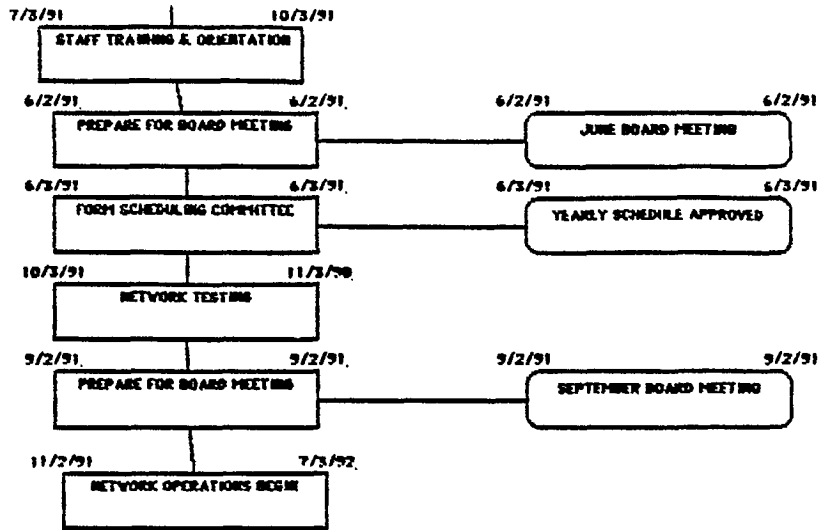 7/3/91 10/3/91
STAFF TRAINING & ORIENTATION
6/2/91 6/2/91 6/2/91 6/2/91
PREPARE FOR BOARD MEETING JUNE BOARD MEETING
6/3/91 6/3/91 6/3/91 6/3/91
FORM SCHEDULING COMMITTEE YEARLY SCHEDULE APPROVED
10/3/91 11/3/90
NETWORK TESTING
9/2/91 9/2/91 9/2/91 9/2/91
PREPARE FOR BOARD MEETING SEPTEMBER BOARD MEETING
11/2/91 7/3/92
NETWORK OPERATIONS BEGIN